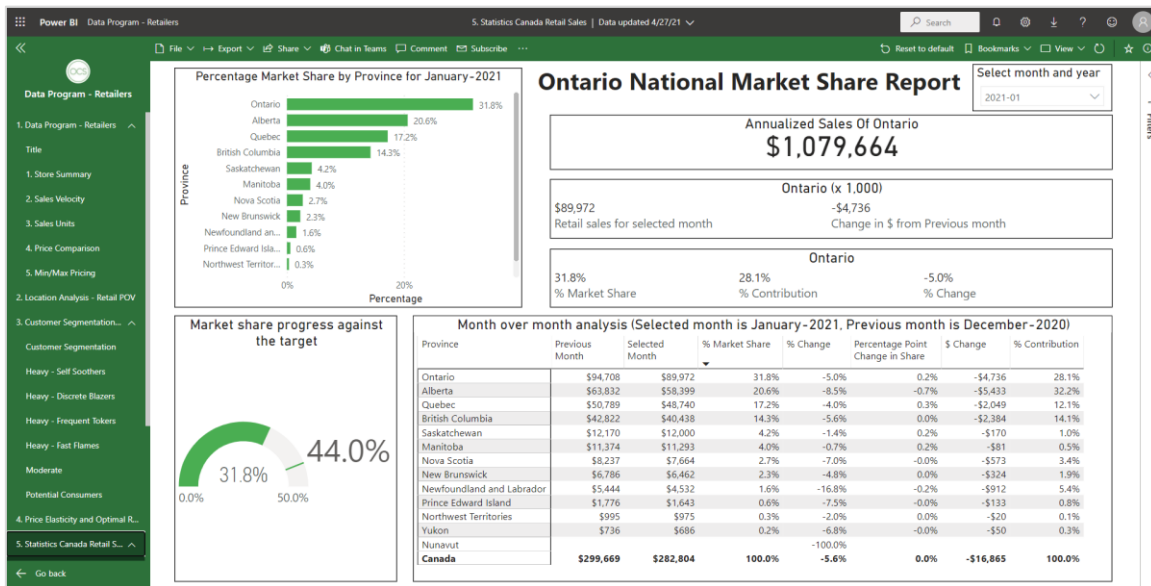 Power BI Data Program - Retailers
5. Statistics Canada Retail Sales | Data updated 4/27/21
Search
File Export Share Chat in Teams Comment Subscribe ···
Reset to default Bookmarks View
OCS
Data Program - Retailers
1. Data Program - Retailers
Title
1. Store Summary
2. Sales Velocity
3. Sales Units
4. Price Comparison
5. Min/Max Pricing
2. Location Analysis - Retail POV
3. Customer Segmentation...
Customer Segmentation
Heavy - Self Soothers
Heavy - Discrete Blazers
Heavy - Frequent Tokers
Heavy - Fast Flames
Moderate
Potential Consumers
4. Price Elasticity and Optimal R...
5. Statistics Canada Retail S...
Go back
Percentage Market Share by Province for January-2021
Province
Ontario 31.8%
Alberta 20.6%
Quebec 17.2%
British Columbia 14.3%
Saskatchewan 4.2%
Manitoba 4.0%
Nova Scotia 2.7%
New Brunswick 2.3%
Newfoundland an... 1.6%
Prince Edward Isla... 0.6%
Northwest Territor... 0.3%
0% 20%
Percentage
Ontario National Market Share Report
Select month and year
2021-01
Filters
Annualized Sales Of Ontario
$1,079,664
Ontario (x 1,000)
$89,972 -$4,736
Retail sales for selected month Change in $ from Previous month
Ontario
31.8% 28.1% -5.0%
% Market Share % Contribution % Change
Market share progress against
the target
44.0%
31.8%
0.0% 50.0%
Month over month analysis (Selected month is January-2021, Previous month is December-2020)
Province Previous Selected % Market Share % Change Percentage Point $ Change % Contribution
Month Month Change in Share
Ontario $94,708 $89,972 31.8% -5.0% 0.2% -$4,736 28.1%
Alberta $63,832 $58,399 20.6% -8.5% -0.7% -$5,433 32.2%
Quebec $50,789 $48,740 17.2% -4.0% 0.3% -$2,049 12.1%
British Columbia $42,822 $40,438 14.3% -5.6% 0.0% -$2,384 14.1%
Saskatchewan $12,170 $12,000 4.2% -1.4% 0.2% -$170 1.0%
Manitoba $11,374 $11,293 4.0% -0.7% 0.2% -$81 0.5%
Nova Scotia $8,237 $7,664 2.7% -7.0% -0.0% -$573 3.4%
New Brunswick $6,786 $6,462 2.3% -4.8% 0.0% -$324 1.9%
Newfoundland and Labrador $5,444 $4,532 1.6% -16.8% -0.2% -$912 5.4%
Prince Edward Island $1,776 $1,643 0.6% -7.5% -0.0% -$133 0.8%
Northwest Territories $995 $975 0.3% -2.0% 0.0% -$20 0.1%
Yukon $736 $686 0.2% -6.8% -0.0% -$50 0.3%
Nunavut -100.0%
Canada $299,669 $282,804 100.0% -5.6% 0.0% -$16,865 100.0%